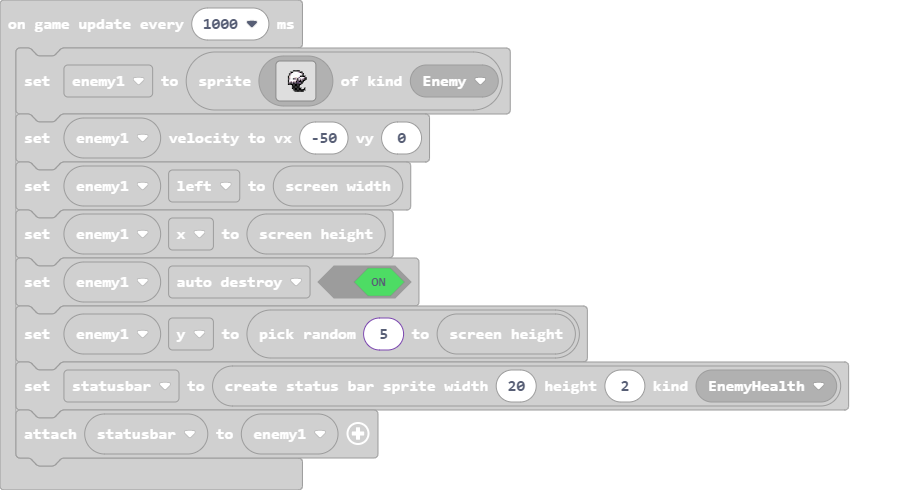 on game update every 1000 ms
set enemy1 to sprite of kind Enemy
set enemy1 velocity to vx -50 vy 0
set enemy1 left to screen width
set enemy1 x to screen height
set enemy1 auto destroy ON
set enemy1 y to pick random 5 to screen height
set statusbar to create status bar sprite width 20 height 2 kind EnemyHealth
attach statusbar to enemy1